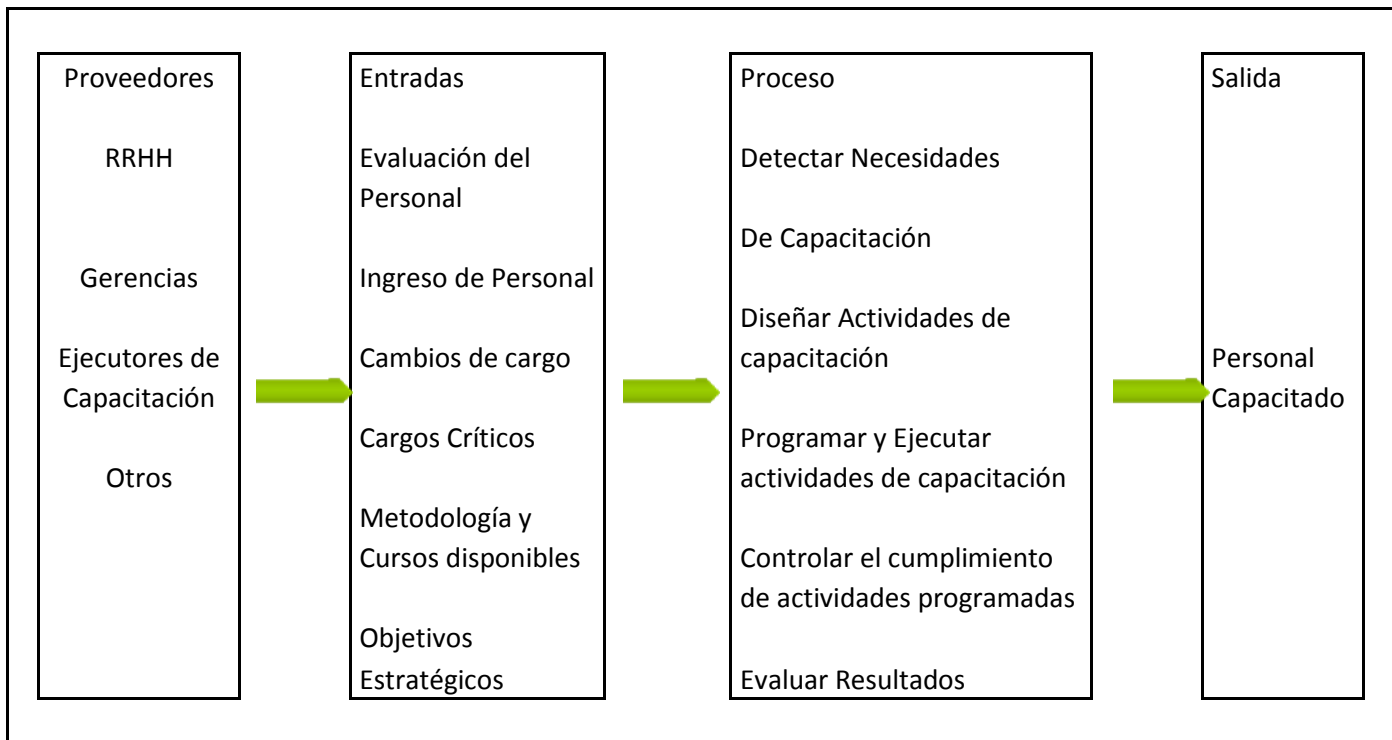 Proveedores
RRHH
Gerencias
Ejecutores de
Capacitación
Otros
Entradas
Evaluación del
Personal
Ingreso de Personal
Cambios de cargo
Cargos Críticos
Metodología y
Cursos disponibles
Objetivos
Estratégicos
Proceso
Detectar Necesidades
De Capacitación
Diseñar Actividades de
capacitación
Programar y Ejecutar
actividades de capacitación
Controlar el cumplimiento
de actividades programadas
Evaluar Resultados
Salida
Personal
Capacitado